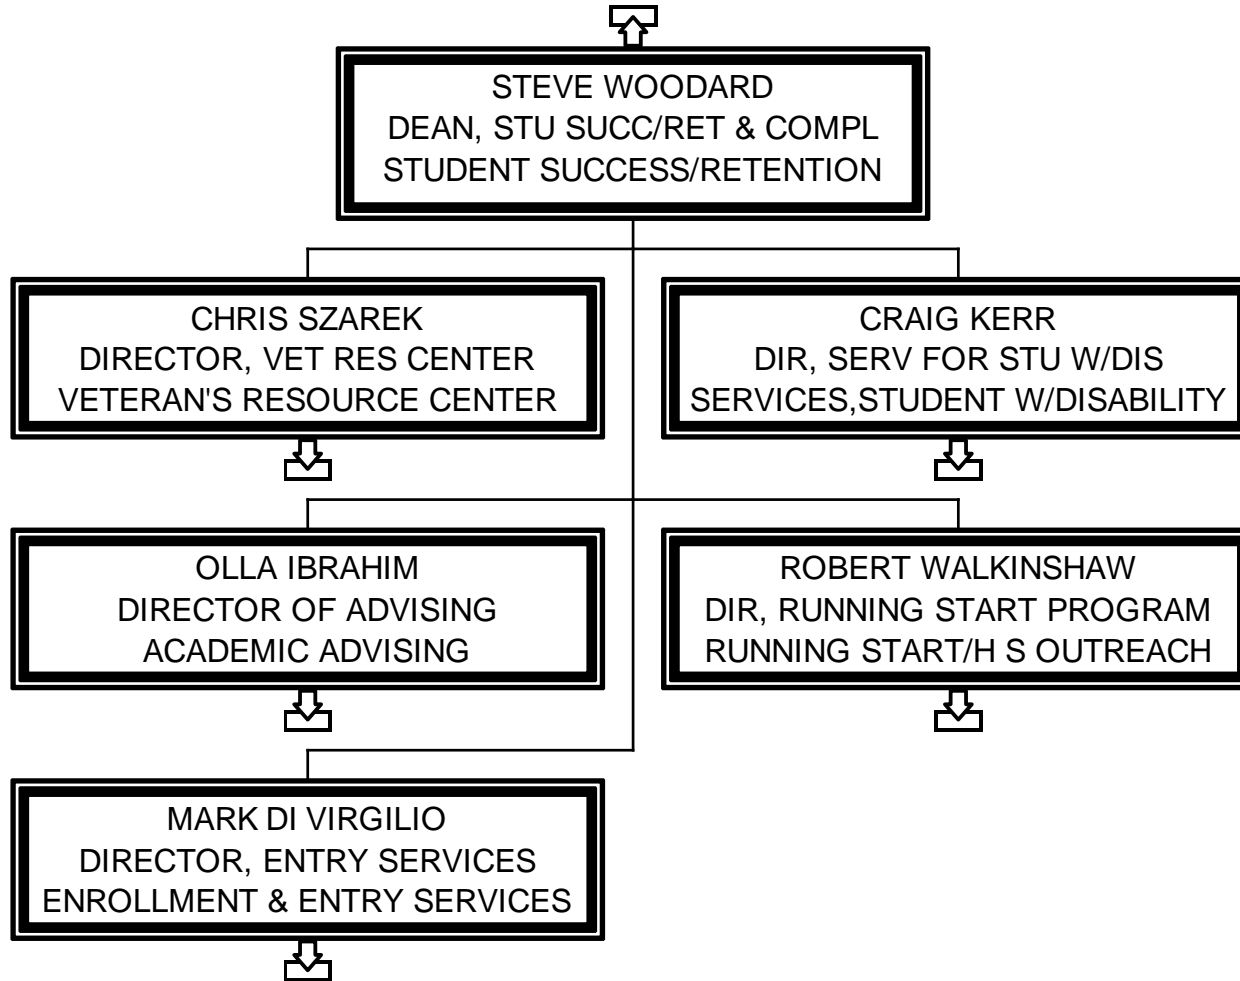 STEVE WOODARD
DEAN, STU SUCC/RET & COMPL
STUDENT SUCCESS/RETENTION
CHRIS SZAREK
DIRECTOR, VET RES CENTER
VETERAN'S RESOURCE CENTER
CRAIG KERR
DIR, SERV FOR STU W/DIS
SERVICES,STUDENT W/DISABILITY
OLLA IBRAHIM
DIRECTOR OF ADVISING
ACADEMIC ADVISING
ROBERT WALKINSHAW
DIR, RUNNING START PROGRAM
RUNNING START/H S OUTREACH
MARK DI VIRGILIO
DIRECTOR, ENTRY SERVICES
ENROLLMENT & ENTRY SERVICES